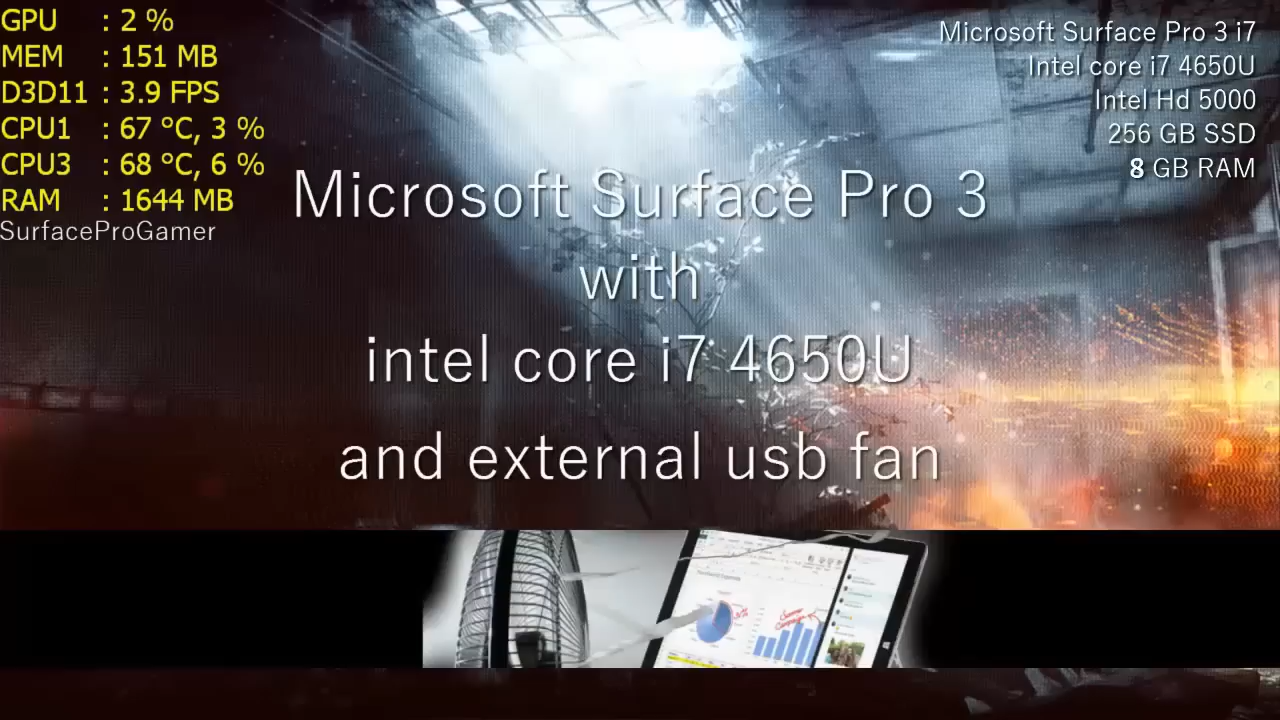 GPU : 2 %
MEM : 151 MB
D3D11 : 3.9 FPS
CPU1 : 67 °C, 3 %
CPU3 : 68 °C, 6 %
RAM : 1644 MB
SurfaceProGamer
Microsoft Surface Pro 3 i7
Intel core i7 4650U
Intel Hd 5000
256 GB SSD
8 GB RAM
Microsoft Surface Pro 3
with
intel core i7 4650U
and external usb fan
Summer
Campaign